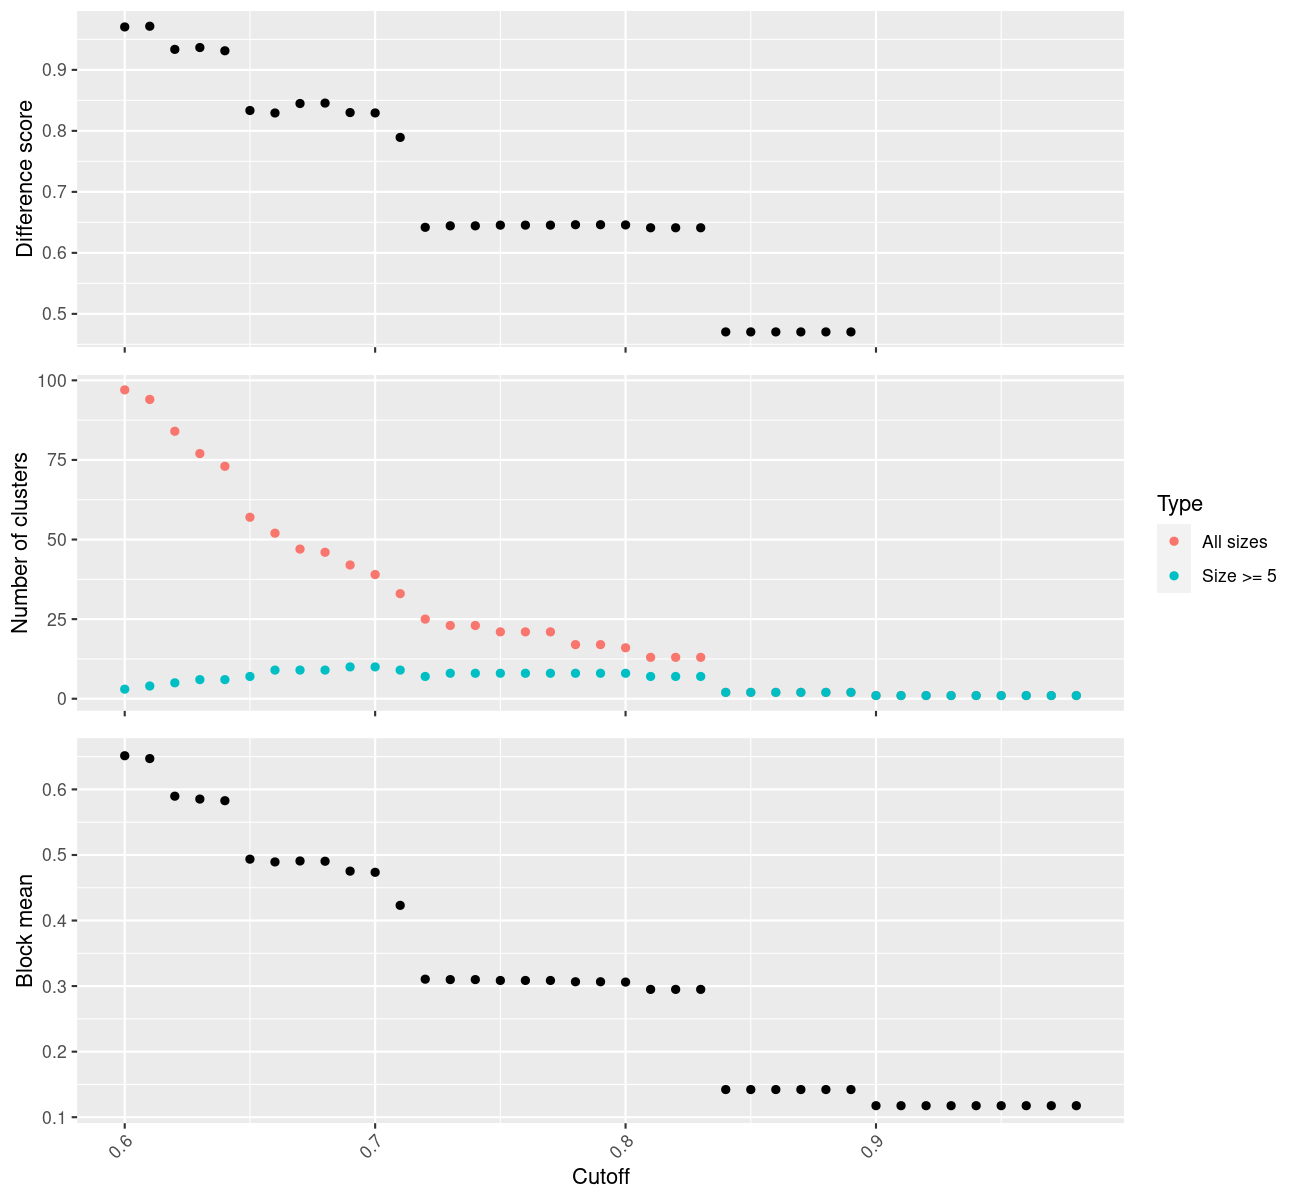 Difference score
0.9
0.8
0.7
0.6
0.5
Number of clusters
100
75
50
25
0
Type
All sizes
Size >= 5
Block mean
0.6
0.5
0.4
0.3
0.2
0.1
0.6 0.7 0.8 0.9
Cutoff